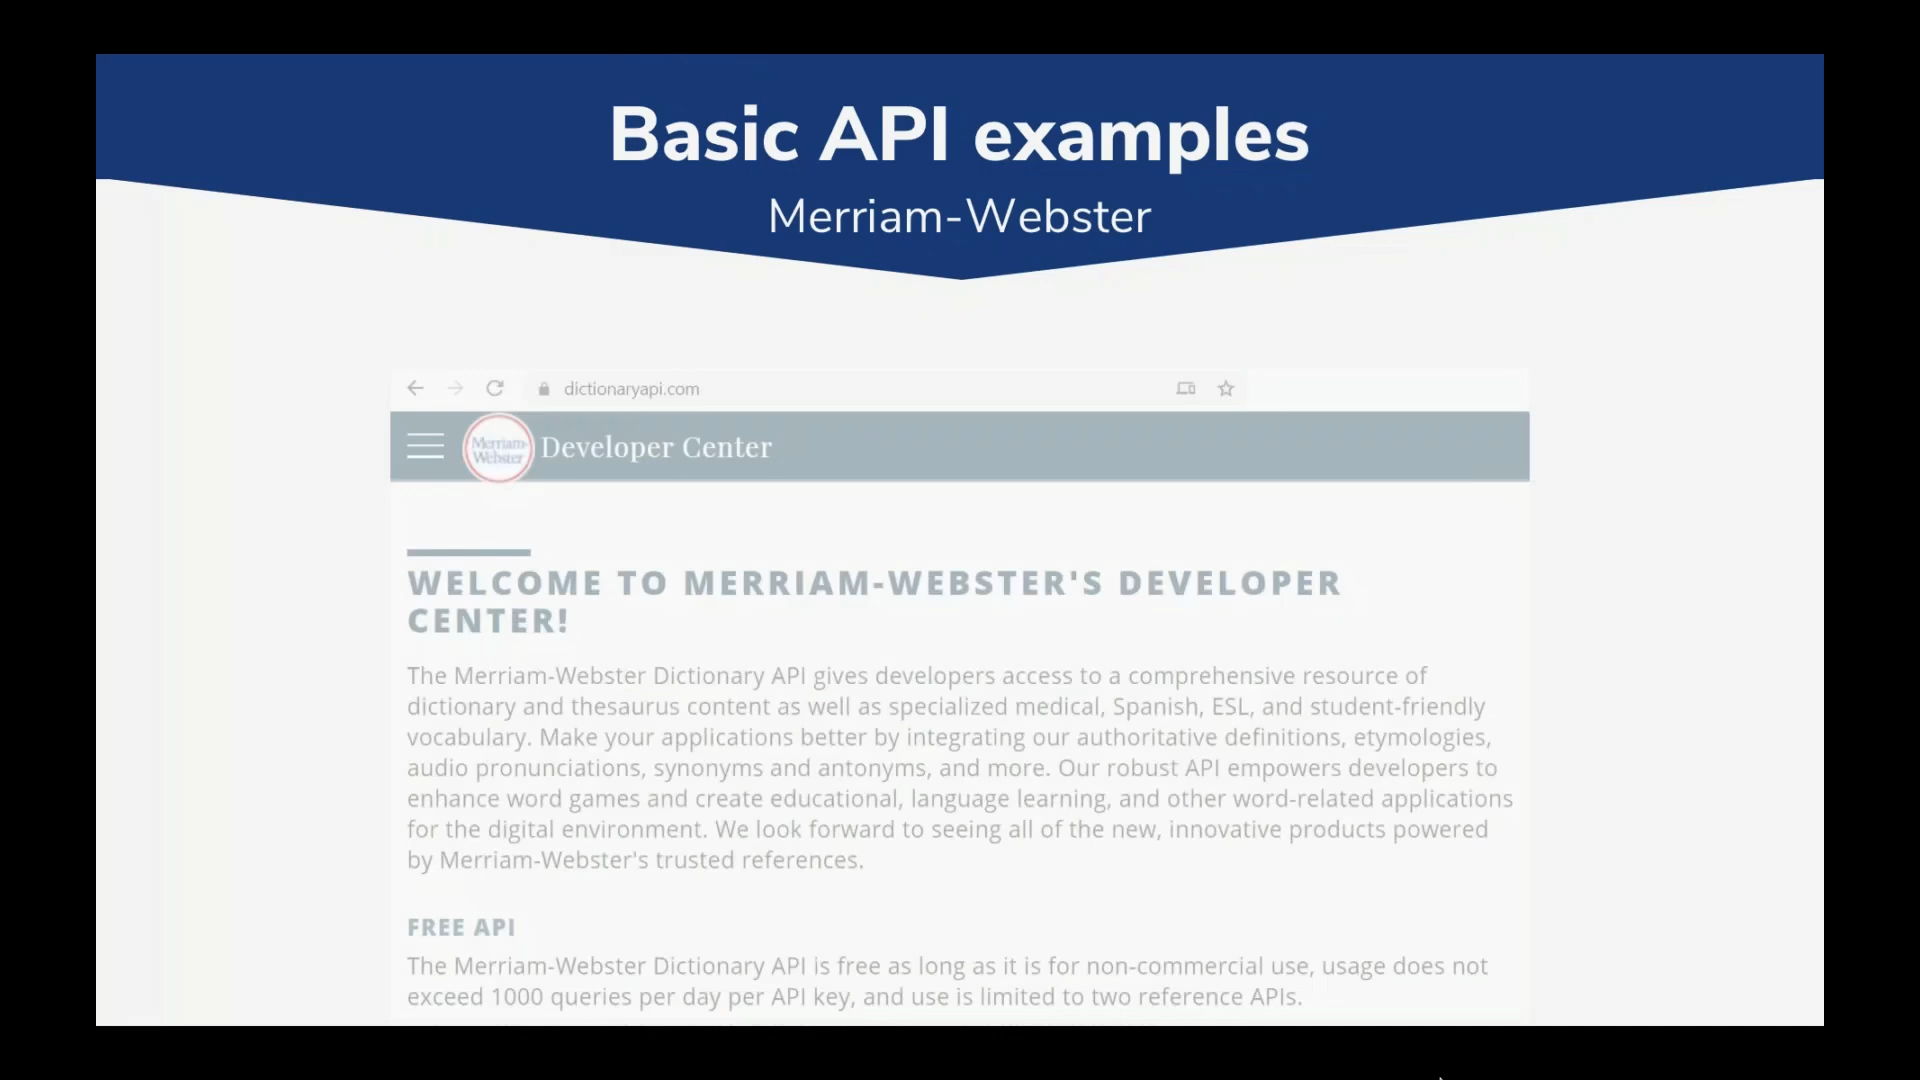 Basic API examples
Merriam-Webster
dictionaryapi.com
Merriam-
Webster
Developer Center
WELCOME TO MERRIAM-WEBSTER'S DEVELOPER
CENTER!
The Merriam-Webster Dictionary API gives developers access to a comprehensive resource of
dictionary and thesaurus content as well as specialized medical, Spanish, ESL, and student-friendly
vocabulary. Make your applications better by integrating our authoritative definitions, etymologies,
audio pronunciations, synonyms and antonyms, and more. Our robust API empowers developers to
enhance word games and create educational, language learning, and other word-related applications
for the digital environment. We look forward to seeing all of the new, innovative products powered
by Merriam-Webster's trusted references.
FREE API
The Merriam-Webster Dictionary API is free as long as it is for non-commercial use, usage does not
exceed 1000 queries per day per API key, and use is limited to two reference APIs.